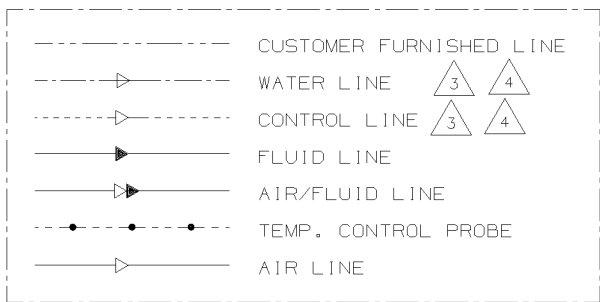 CUSTOMER FURNISHED LINE
WATER LINE 3 4
CONTROL LINE 3 4
FLUID LINE
AIR/FLUID LINE
TEMP. CONTROL PROBE
AIR LINE